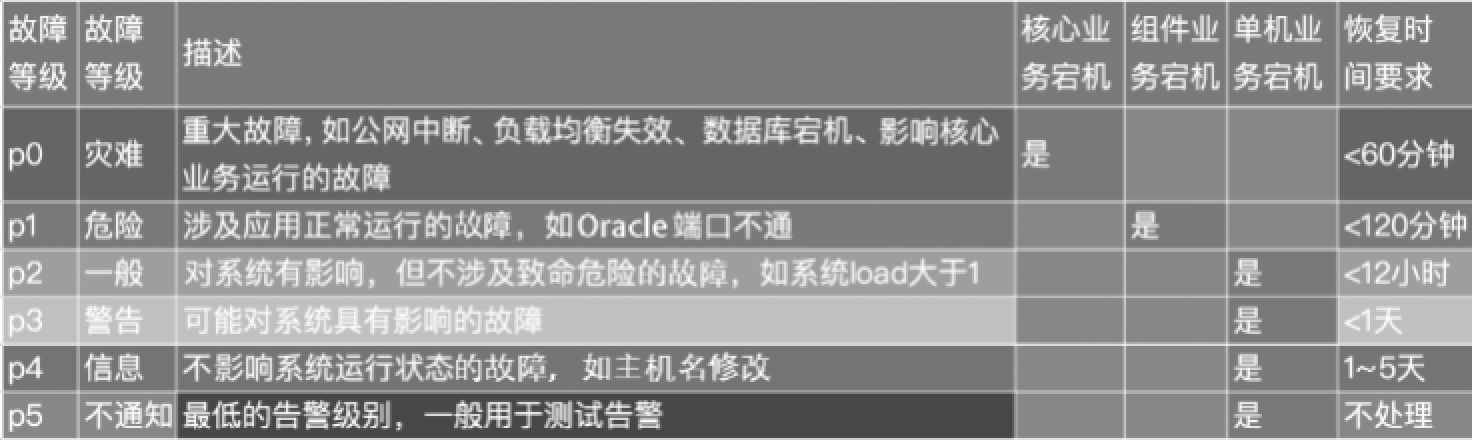 故障等级 故障等级 描述 核心业务宕机 组件业务宕机 单机业务宕机 恢复时间要求
p0 灾难 重大故障，如公网中断、负载均衡失效、数据库宕机、影响核心业务运行的故障 是 <60分钟
p1 危险 涉及应用正常运行的故障，如Oracle端口不通 是 <120分钟
p2 一般 对系统有影响，但不涉及致命危险的故障，如系统load大于1 是 <12小时
p3 警告 可能对系统具有影响的故障 是 <1天
p4 信息 不影响系统运行状态的故障，如主机名修改 是 1~5天
p5 不通知 最低的告警级别，一般用于测试告警 是 不处理